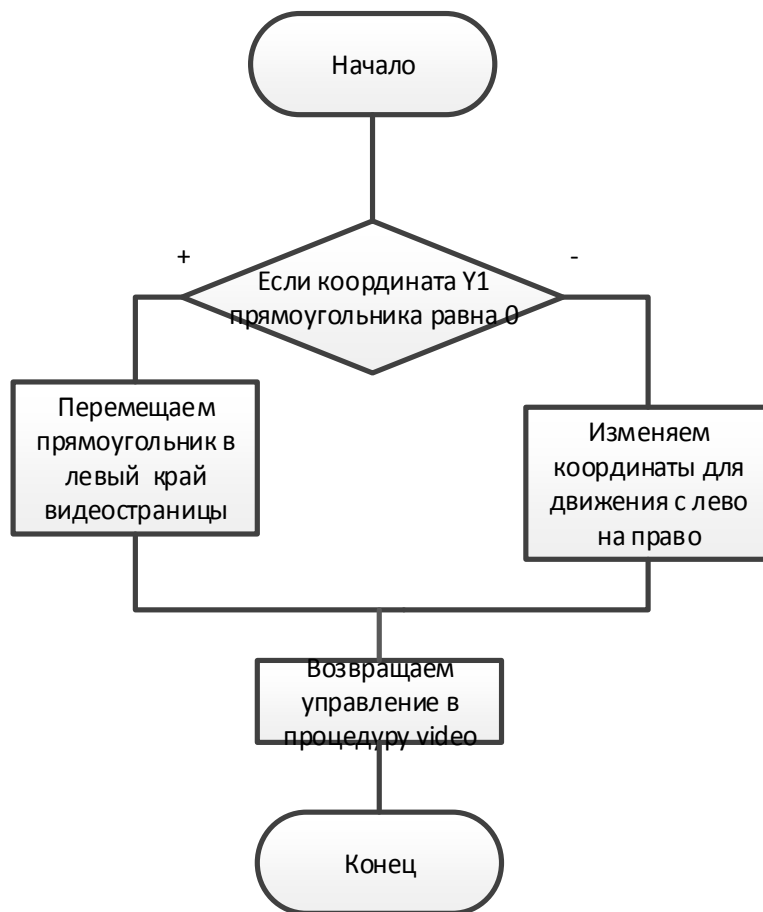 Начало
+
-
Если координата Y1
прямоугольника равна 0
Перемещаем
прямоугольник в
левый край
видеостраницы
Изменяем
координаты для
движения с лево
на право
Возвращаем
управление в
процедуру video
Конец